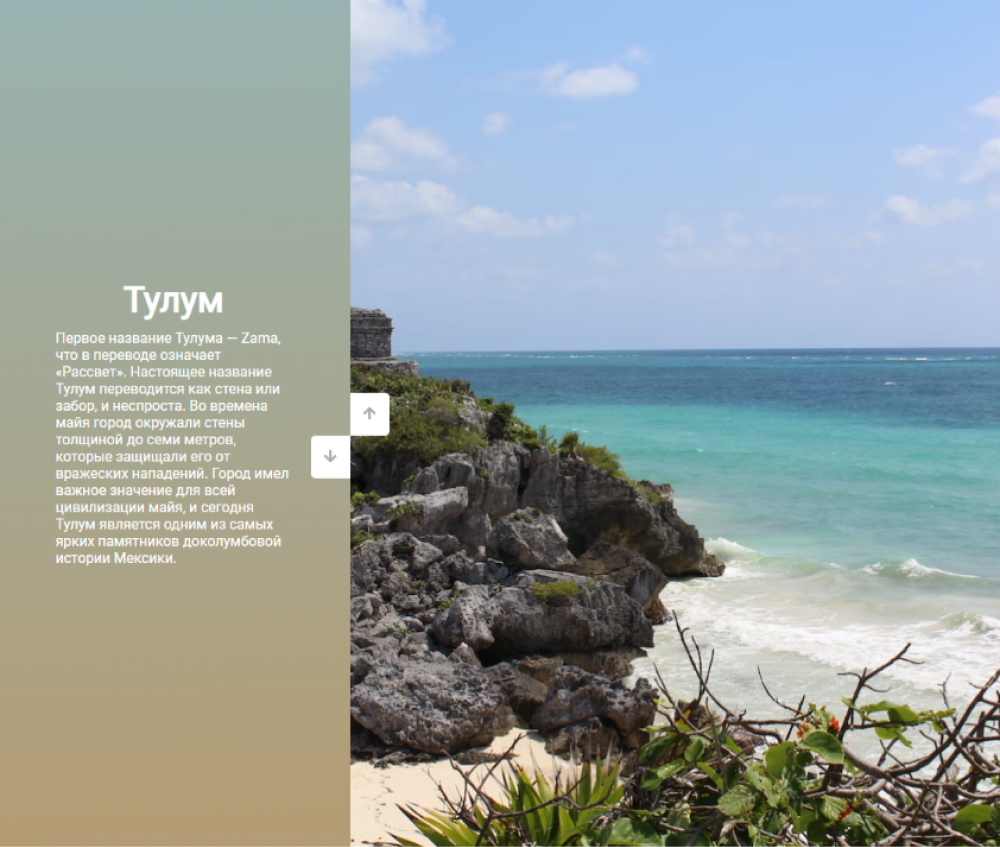 Тулум
Первое название Тулума — Zama,
что в переводе означает
«Рассвет». Настоящее название
Тулум переводится как стена или
забор, и неспроста. Во времена
майя город окружали стены
толщиной до семи метров,
которые защищали его от
вражеских нападений. Город имел
важное значение для всей
цивилизации майя, и сегодня
Тулум является одним из самых
ярких памятников доколумбовой
истории Мексики.